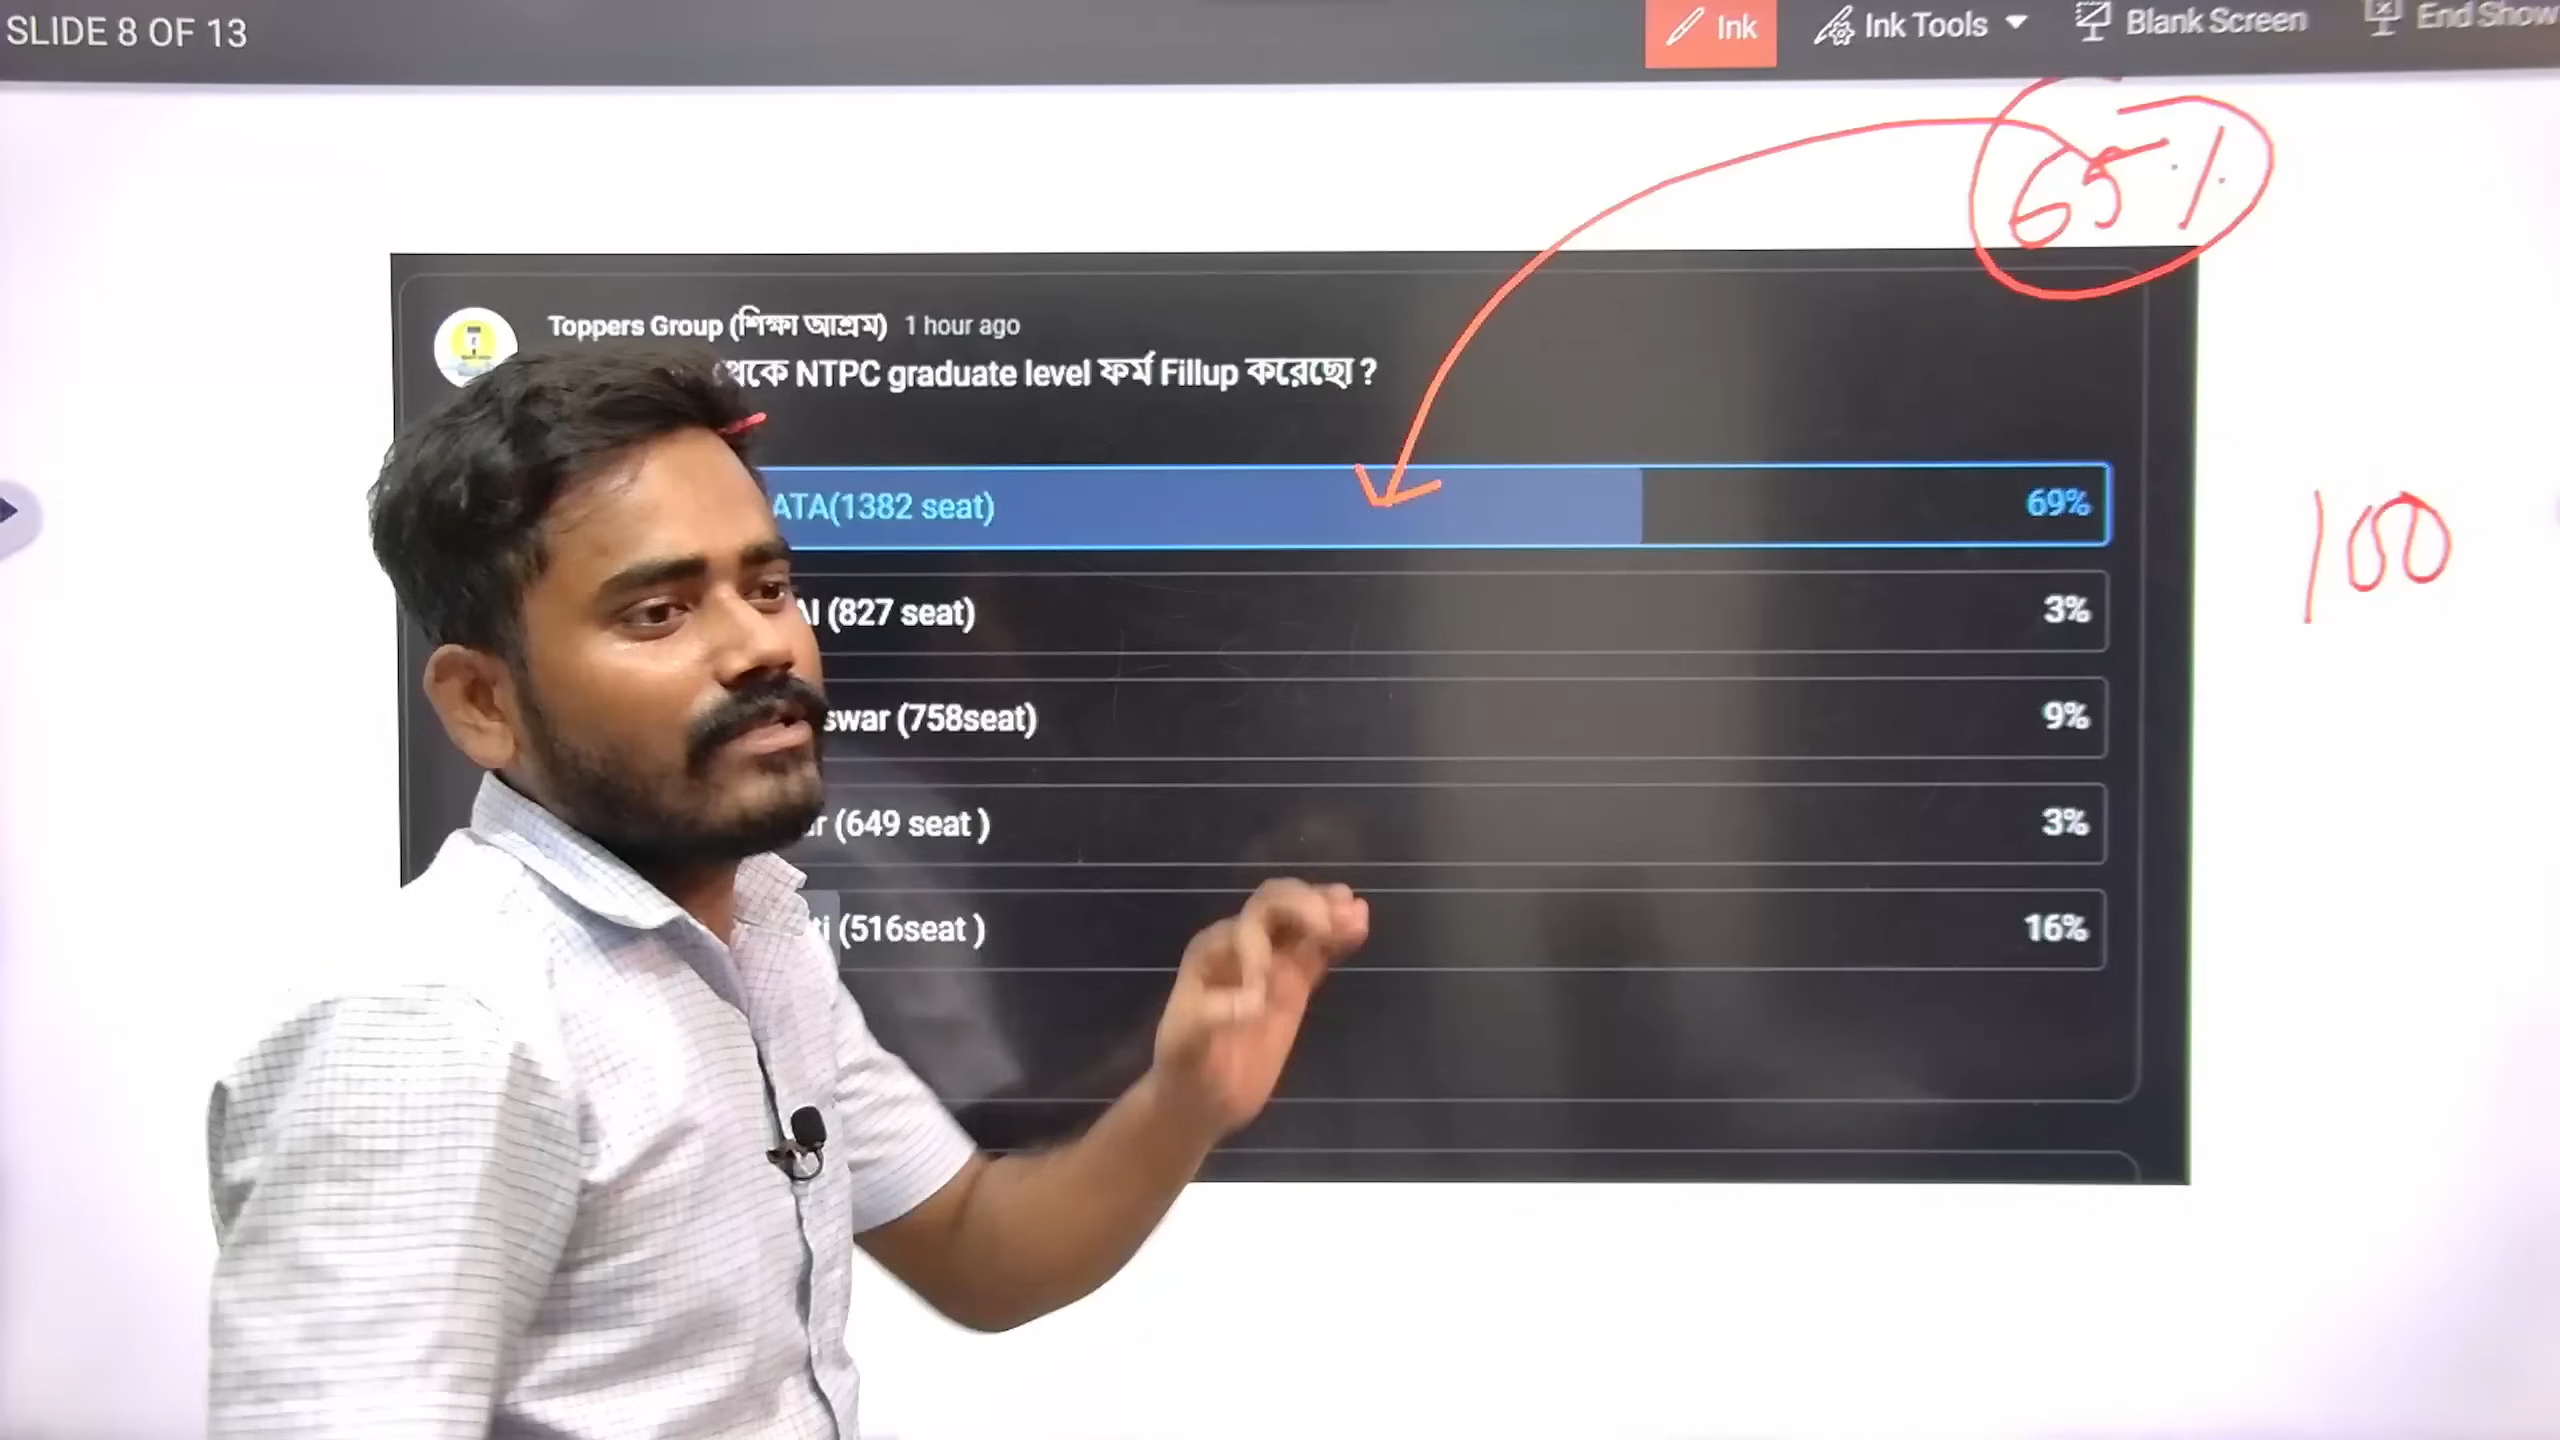 SLIDE 8 OF 13
Ink
Ink Tools
Blank Screen
End Show
65%
Toppers Group (শিক্ষা আশ্রম) 1 hour ago
থেকে NTPC graduate level ফর্ম Fillup করেছো ?
ATA(1382 seat) 69%
AI (827 seat) 3%
swar (758seat) 9%
r (649 seat ) 3%
ti (516seat ) 16%
100